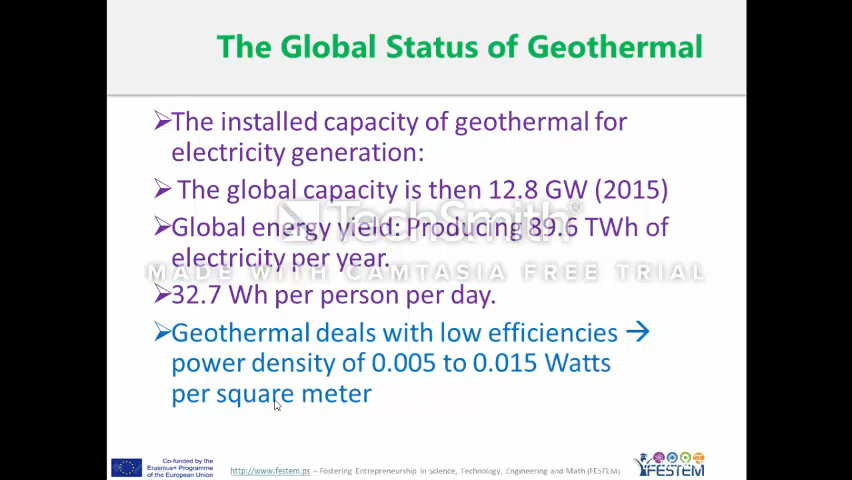 The Global Status of Geothermal
➢The installed capacity of geothermal for
electricity generation:
➢ The global capacity is then 12.8 GW (2015)
➢Global energy yield: Producing 89.6 TWh of
electricity per year.
TechSmith®
MADE WITH CAMTASIA FREE TRIAL
➢32.7 Wh per person per day.
➢Geothermal deals with low efficiencies →
power density of 0.005 to 0.015 Watts
per square meter
Co-funded by the
Erasmus+ Programme
of the European Union
http://www.festem.ps – Fostering Entrepreneurship in Science, Technology, Engineering and Math (FESTEM)
FESTEM